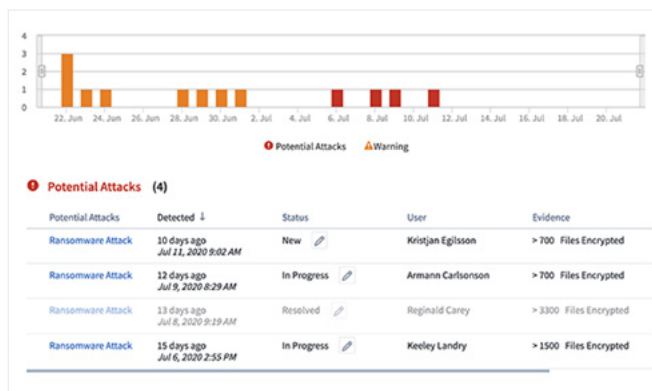 4
3
2
1
0
22. Jun 24. Jun 26. Jun 28. Jun 30. Jun 2. Jul 4. Jul 6. Jul 8. Jul 10. Jul 12. Jul 14. Jul 16. Jul 18. Jul 20. Jul
Potential Attacks Warning
Potential Attacks (4)
Potential Attacks Detected ↓ Status User Evidence
Ransomware Attack 10 days ago New Kristjan Egilsson > 700 Files Encrypted
Jul 11, 2020 9:02 AM
Ransomware Attack 12 days ago In Progress Armann Carlsonson > 700 Files Encrypted
Jul 9, 2020 8:29 AM
Ransomware Attack 13 days ago Resolved Reginald Carey > 3300 Files Encrypted
Jul 8, 2020 9:19 AM
Ransomware Attack 15 days ago In Progress Keeley Landry > 1500 Files Encrypted
Jul 6, 2020 2:55 PM